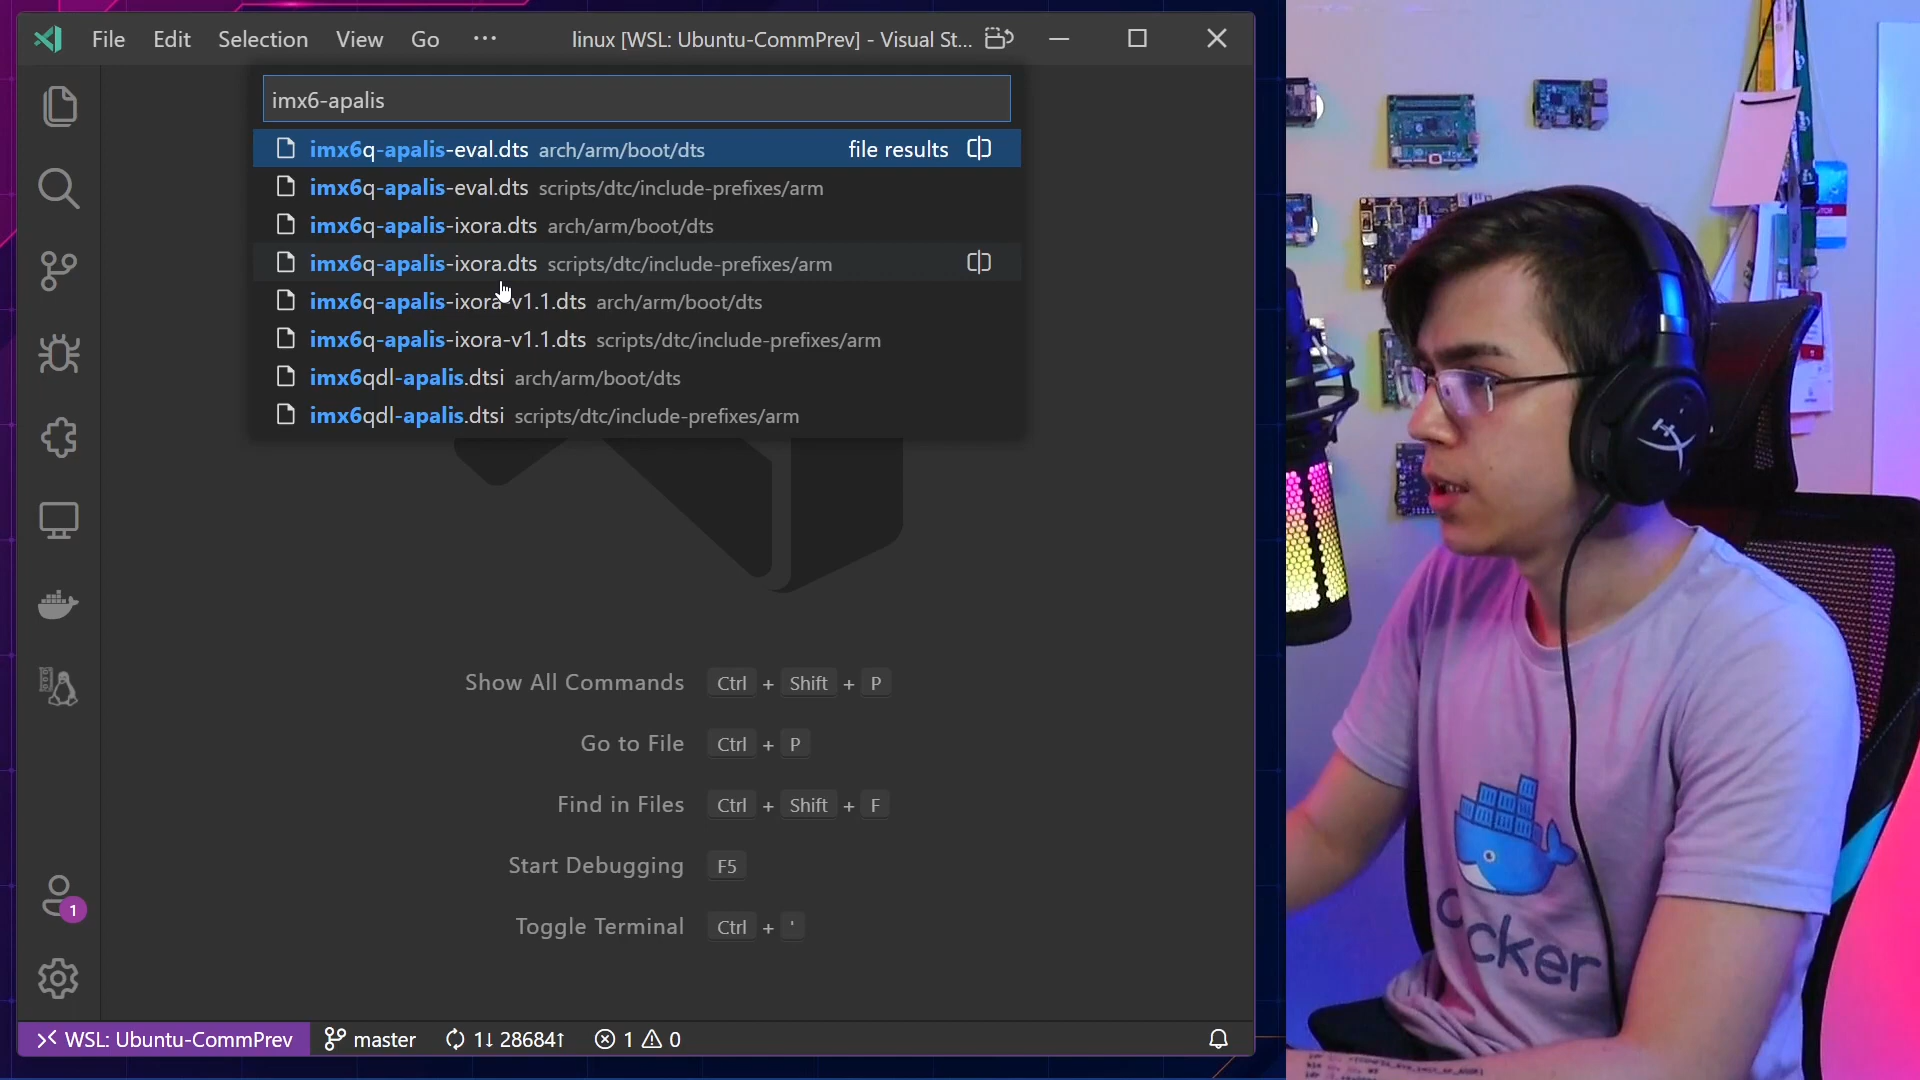 File Edit Selection View Go ··· linux [WSL: Ubuntu-CommPrev] - Visual St...
imx6-apalis
imx6q-apalis-eval.dts arch/arm/boot/dts file results
imx6q-apalis-eval.dts scripts/dtc/include-prefixes/arm
imx6q-apalis-ixora.dts arch/arm/boot/dts
imx6q-apalis-ixora.dts scripts/dtc/include-prefixes/arm
imx6q-apalis-ixora-v1.1.dts arch/arm/boot/dts
imx6q-apalis-ixora-v1.1.dts scripts/dtc/include-prefixes/arm
imx6qdl-apalis.dtsi arch/arm/boot/dts
imx6qdl-apalis.dtsi scripts/dtc/include-prefixes/arm
Show All Commands Ctrl + Shift + P
Go to File Ctrl + P
Find in Files Ctrl + Shift + F
Start Debugging F5
Toggle Terminal Ctrl + '
1
WSL: Ubuntu-CommPrev master 1↓ 28684↑ 1 0
ocker